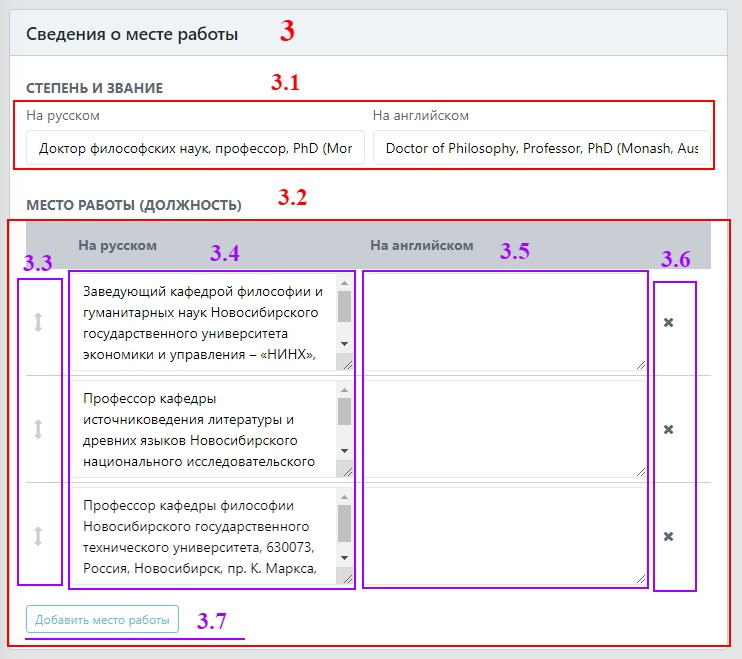 Сведения о месте работы 3
СТЕПЕНЬ И ЗВАНИЕ 3.1
На русском На английском
Доктор философских наук, профессор, PhD (Mor Doctor of Philosophy, Professor, PhD (Monash, Aus
МЕСТО РАБОТЫ (ДОЛЖНОСТЬ) 3.2
3.3 На русском 3.4 На английском 3.5 3.6
Заведующий кафедрой философии и
гуманитарных наук Новосибирского
государственного университета
экономики и управления – «НИНХ»,
Профессор кафедры
источниковедения литературы и
древних языков Новосибирского
национального исследовательского
Профессор кафедры философии
Новосибирского государственного
технического университета, 630073,
Россия, Новосибирск, пр. К. Маркса,
Добавить место работы 3.7